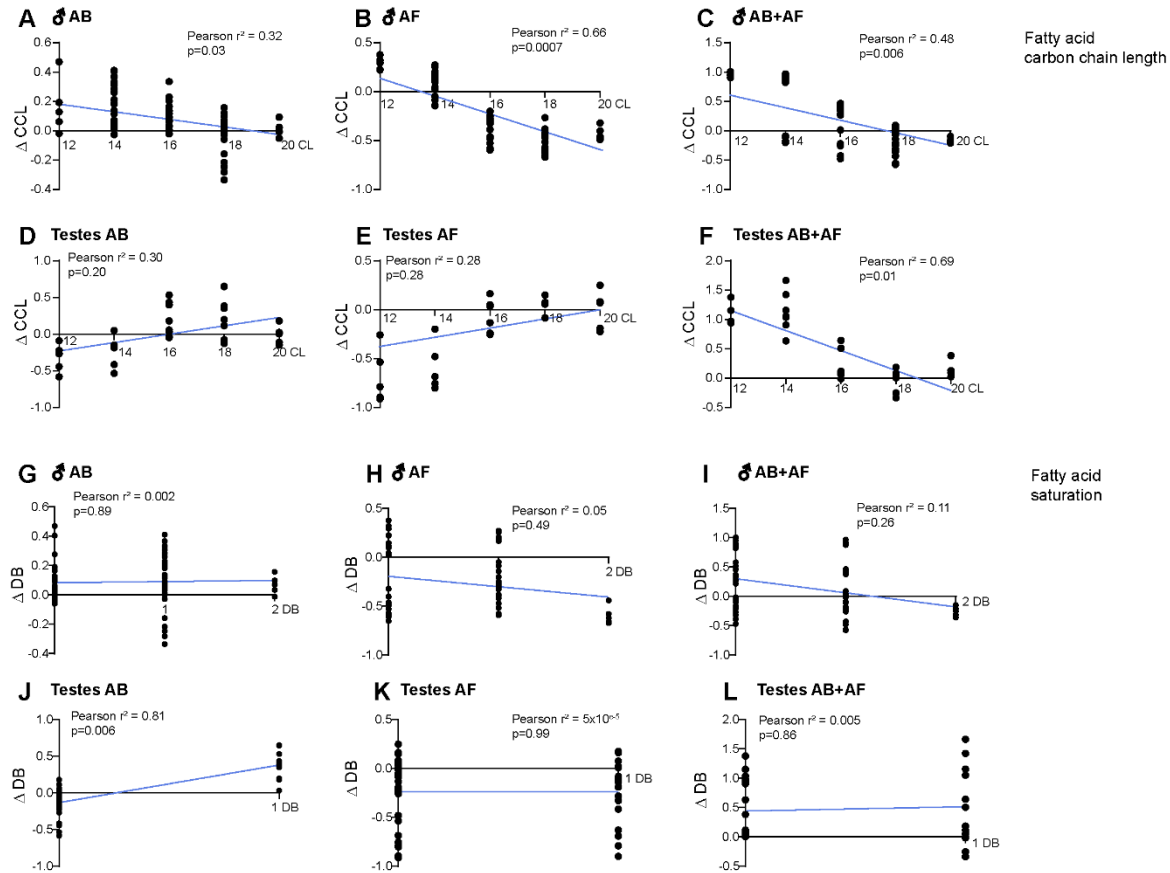 A ♂ AB
Pearson r² = 0.32
p=0.03
0.6
0.4
0.2
0.0
-0.2
-0.4
Δ CCL
12 14 16 18 20 CL
B ♂ AF
Pearson r² = 0.66
p=0.0007
0.5
0.0
-0.5
-1.0
Δ CCL
12 14 16 18 20 CL
C ♂ AB+AF
Pearson r² = 0.48
p=0.006
1.5
1.0
0.5
0.0
-0.5
-1.0
Δ CCL
12 14 16 18 20 CL
Fatty acid
carbon chain length
D Testes AB
Pearson r² = 0.30
p=0.20
1.0
0.5
0.0
-0.5
-1.0
Δ CCL
12 14 16 18 20 CL
E Testes AF
Pearson r² = 0.28
p=0.28
0.5
0.0
-0.5
-1.0
Δ CCL
12 14 16 18 20 CL
F Testes AB+AF
Pearson r² = 0.69
p=0.01
2.0
1.5
1.0
0.5
0.0
-0.5
Δ CCL
12 14 16 18 20 CL
G ♂ AB
Pearson r² = 0.002
p=0.89
0.6
0.4
0.2
0.0
-0.2
-0.4
Δ DB
1 2 DB
H ♂ AF
Pearson r² = 0.05
p=0.49
0.5
0.0
-0.5
-1.0
Δ DB
2 DB
I ♂ AB+AF
Pearson r² = 0.11
p=0.26
1.5
1.0
0.5
0.0
-0.5
-1.0
Δ DB
2 DB
Fatty acid
saturation
J Testes AB
Pearson r² = 0.81
p=0.006
1.0
0.5
0.0
-0.5
-1.0
Δ DB
1 DB
K Testes AF
Pearson r² = 5x10ᵉ⁻⁵
p=0.99
0.5
0.0
-0.5
-1.0
Δ DB
1 DB
L Testes AB+AF
Pearson r² = 0.005
p=0.86
2.0
1.5
1.0
0.5
0.0
-0.5
Δ DB
1 DB